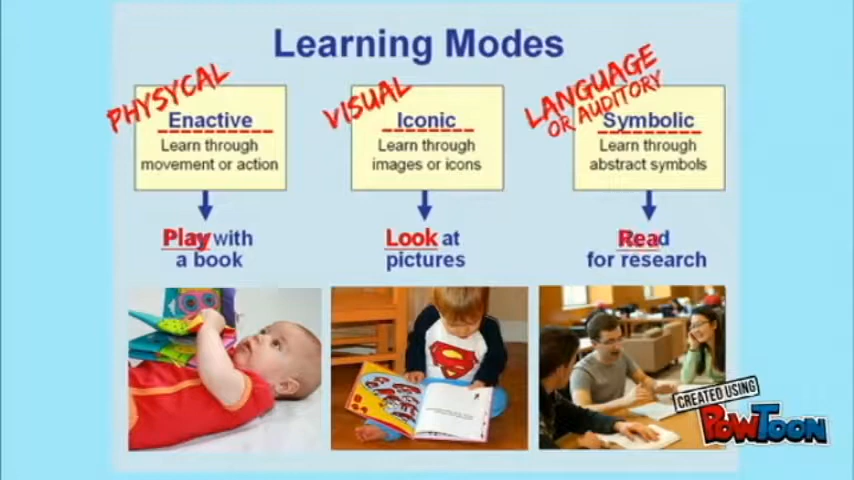 Learning Modes
PHYSYCAL
Enactive
Learn through
movement or action
Play with
a book
VISUAL
Iconic
Learn through
images or icons
Look at
pictures
LANGUAGE
OR AUDITORY
Symbolic
Learn through
abstract symbols
Read
for research
CREATED USING
POWTOON